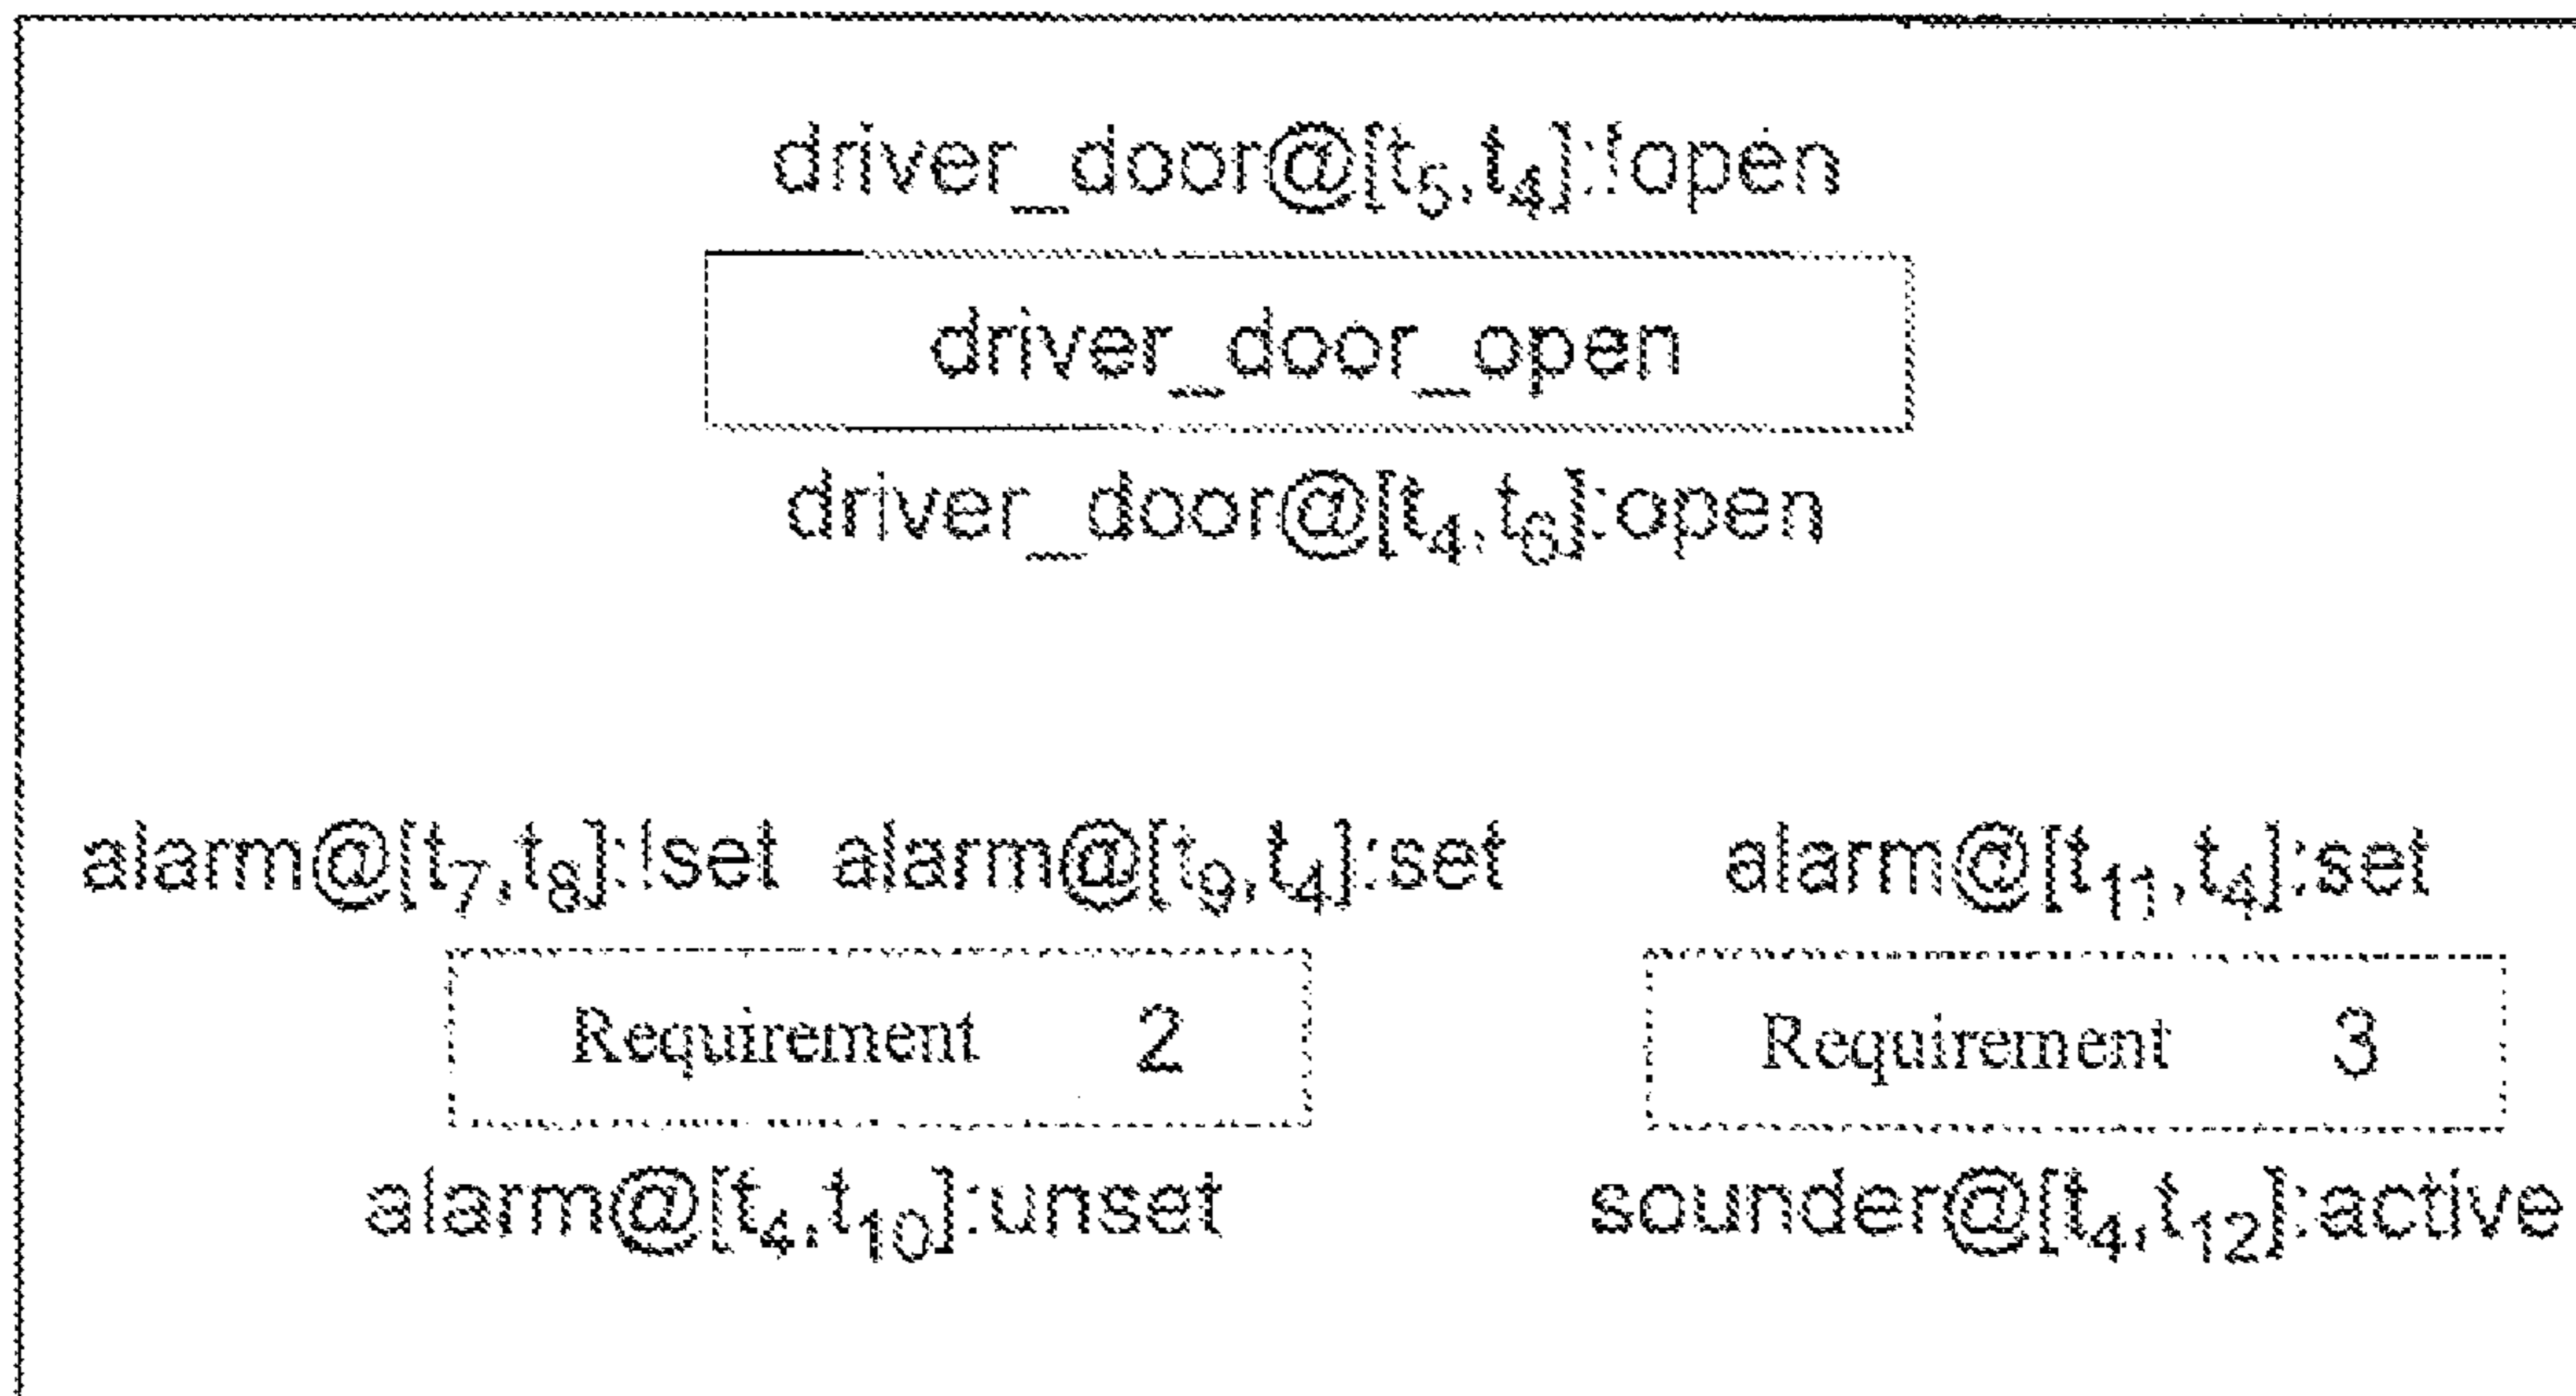 driver_door@[t₅,t₄]:!open
driver_door_open
driver_door@[t₄,t₆]:open
alarm@[t₇,t₈]:!set alarm@[t₉,t₄]:set alarm@[t₁₁,t₄]:set
Requirement 2 Requirement 3
alarm@[t₄,t₁₀]:unset sounder@[t₄,t₁₂]:active